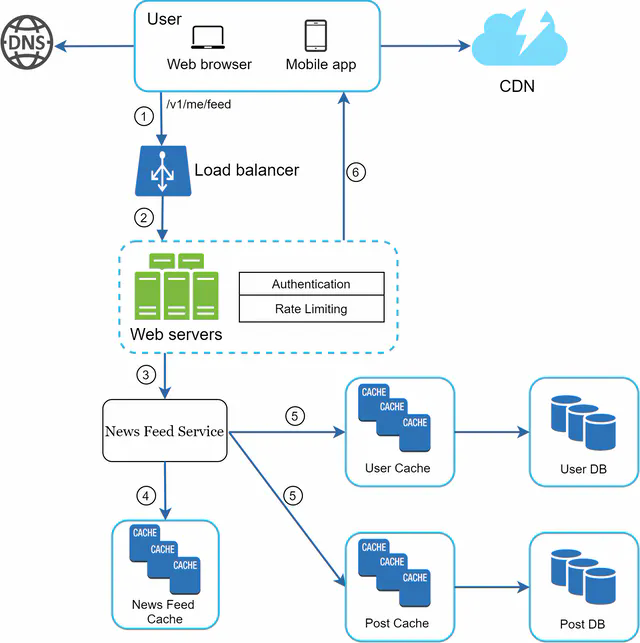 DNS
User
Web browser
Mobile app
CDN
1
/v1/me/feed
Load balancer
6
2
Authentication
Rate Limiting
Web servers
3
News Feed Service
5
CACHE
CACHE
CACHE
User Cache
User DB
4
5
CACHE
CACHE
CACHE
News Feed
Cache
CACHE
CACHE
CACHE
Post Cache
Post DB